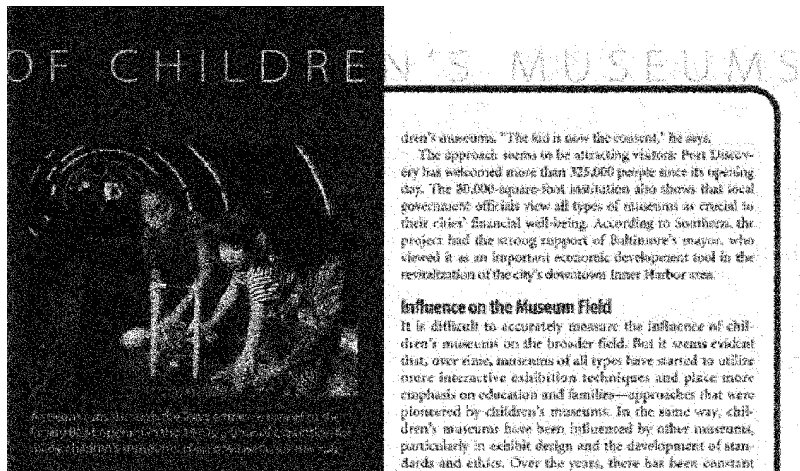 OF CHILDREN'S MUSEUMS
dren's museums. "The kid is now the content," he says.
The approach seems to be attracting visitors: Port Discov-
ery has welcomed more than 325,000 people since its opening
day. The 80,000-square-foot institution also shows that local
government officials view all types of museums as crucial to
their cities' financial well-being. According to Southern, the
project had the strong support of Baltimore's mayor, who
viewed it as an important economic development tool in the
revitalization of the city's downtown Inner Harbor area.
Influence on the Museum Field
It is difficult to accurately measure the influence of chil-
dren's museums on the broader field. But it seems evident
that, over time, museums of all types have started to utilize
more interactive exhibition techniques and place more
emphasis on education and families—approaches that were
pioneered by children's museums. In the same way, chil-
dren's museums have been influenced by other museums,
particularly in exhibit design and the development of stan-
dards and ethics. Over the years, there has been constant